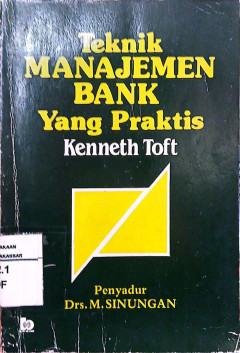 Teknik
MANAJEMEN
BANK
Yang Praktis
Kenneth Toft
Penyadur
Drs. M. SINUNGAN